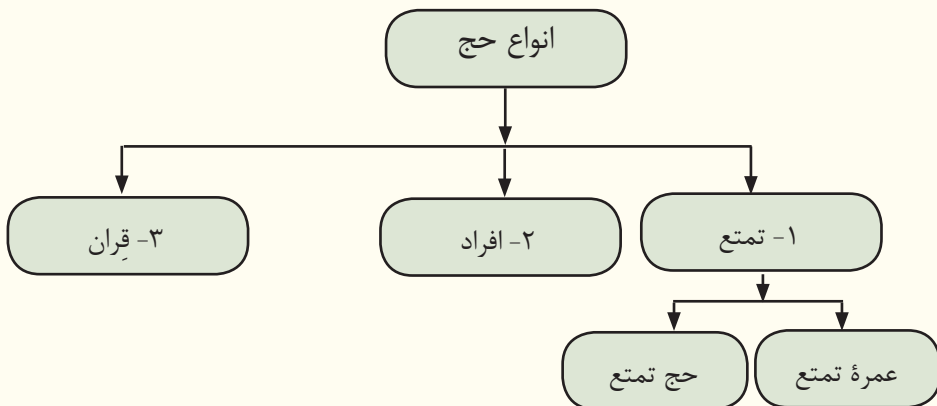 انواع حج
۱- تمتع
۲- افراد
۳- قِران
عمرهٔ تمتع
حج تمتع